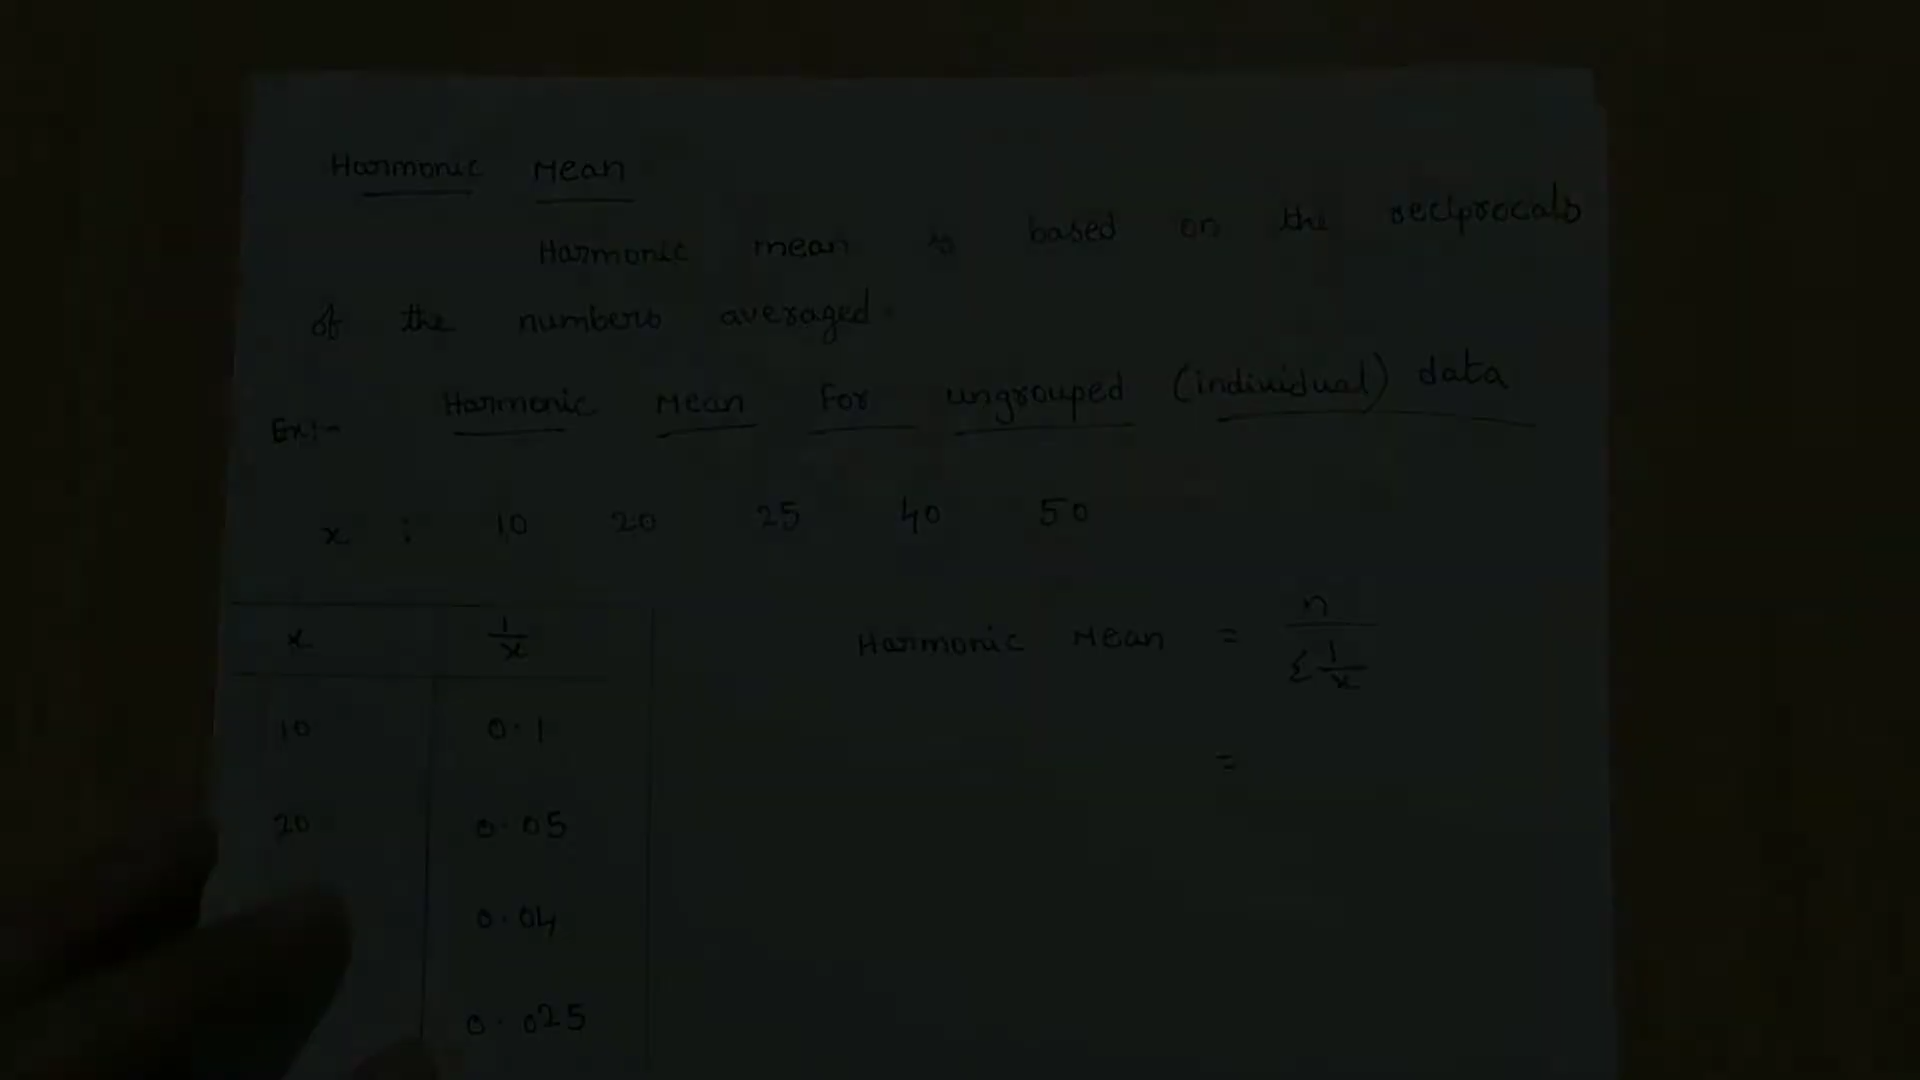 Harmonic Mean
Harmonic mean is based on the reciprocals
of the numbers averaged.
Ex:- Harmonic Mean For ungrouped (individual) data
x : 10 20 25 40 50
x 1/x
Harmonic Mean = n / Σ 1/x
10 0.1
=
20 0.05
0.04
0.025